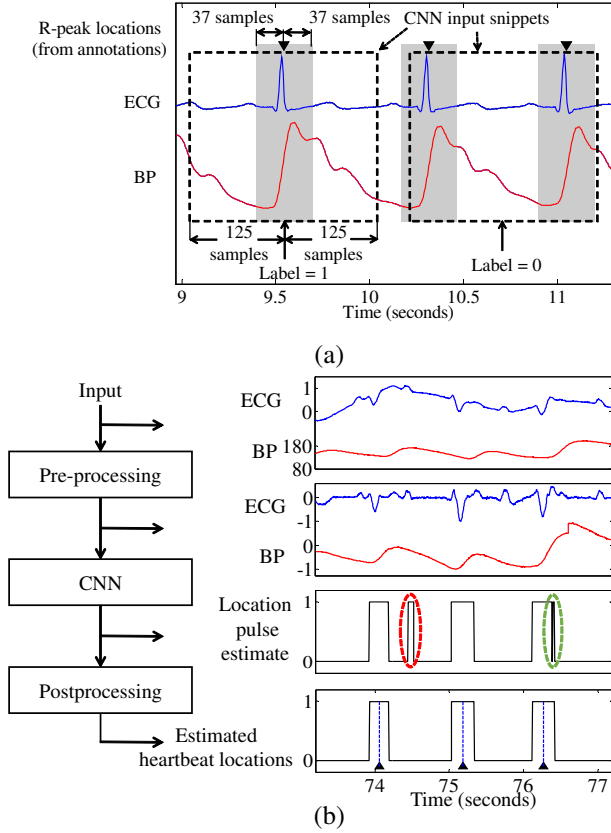 R-peak locations
(from annotations)
37 samples
37 samples
CNN input snippets
ECG
BP
125
samples
125
samples
Label = 1
Label = 0
9
9.5
10
10.5
11
Time (seconds)
(a)
Input
Pre-processing
CNN
Postprocessing
Estimated
heartbeat locations
ECG
1
0
BP
180
80
ECG
0
-1
BP
0
-1
Location
pulse
estimate
1
0
1
0
74
75
76
77
Time (seconds)
(b)